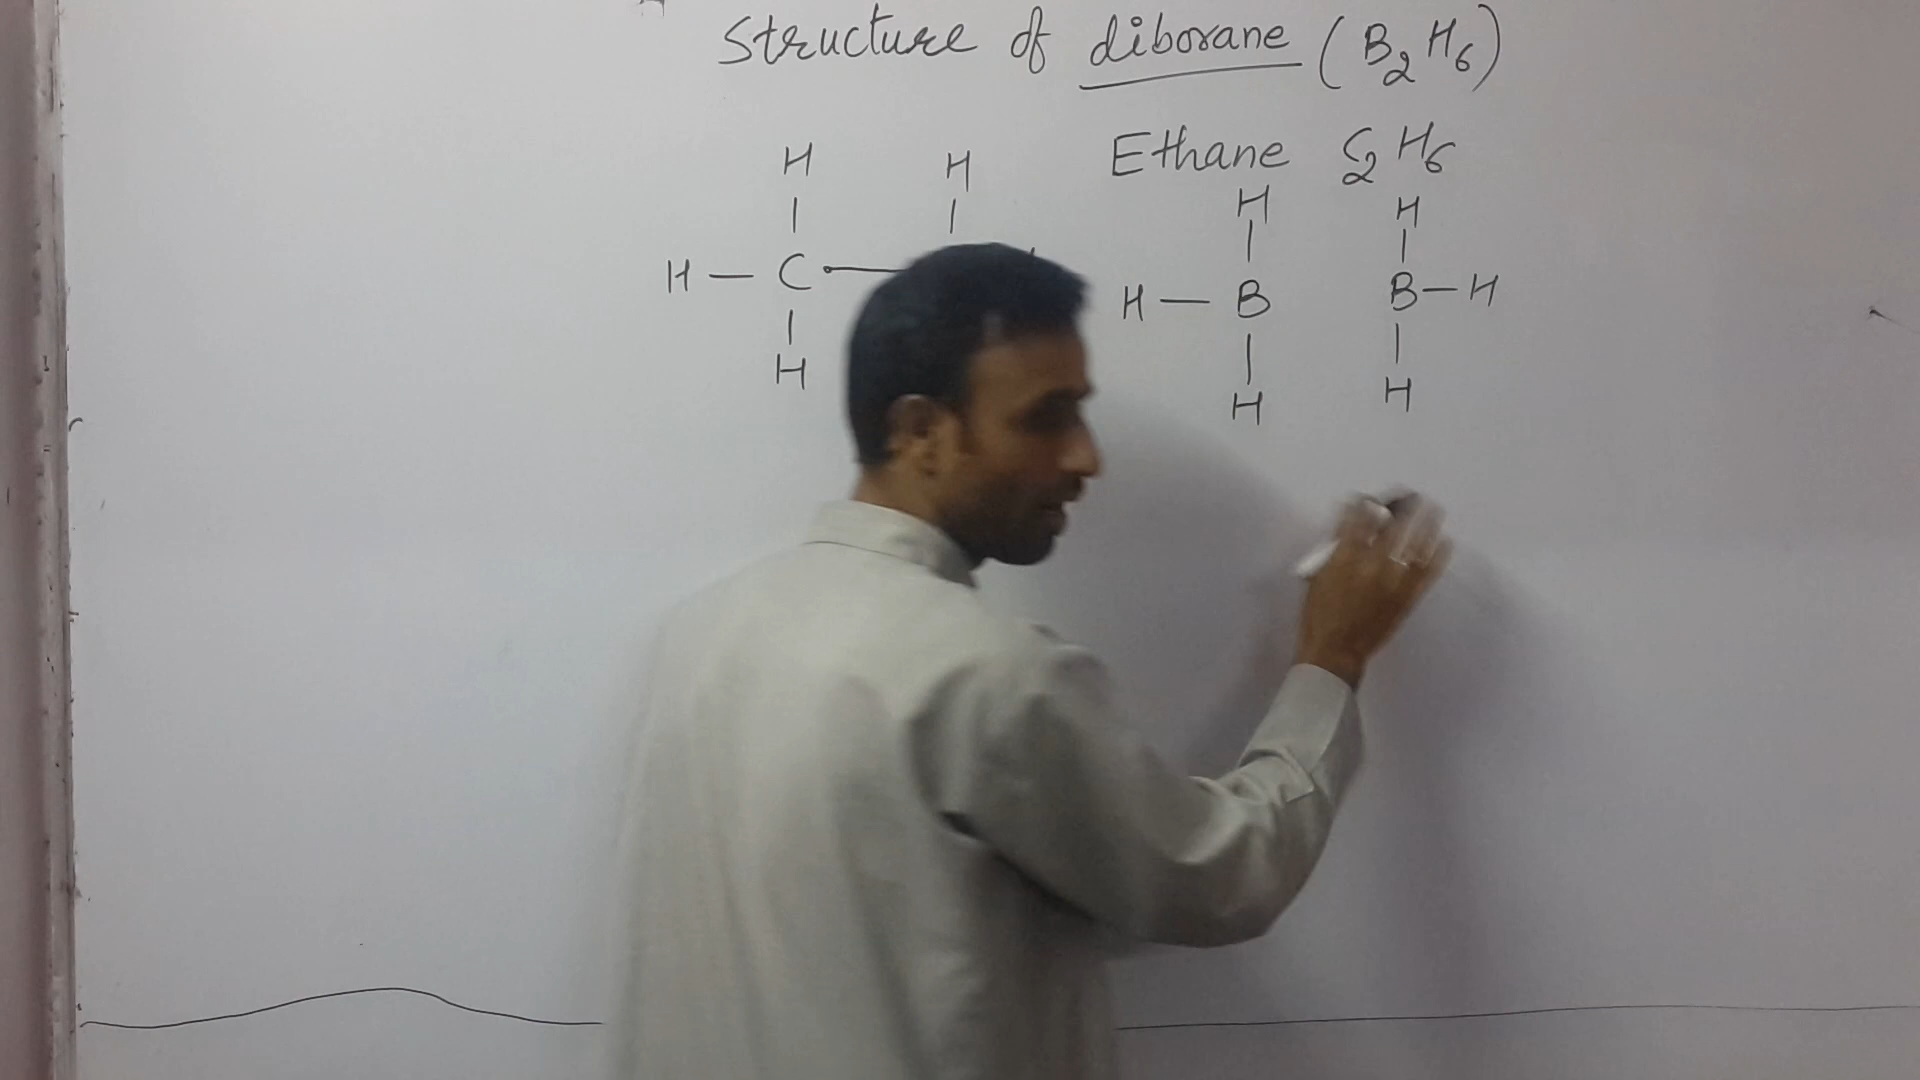 Structure of diborane (B2H6)
Ethane C2H6
H H
H — C —
H
H H
H — B B — H
H H